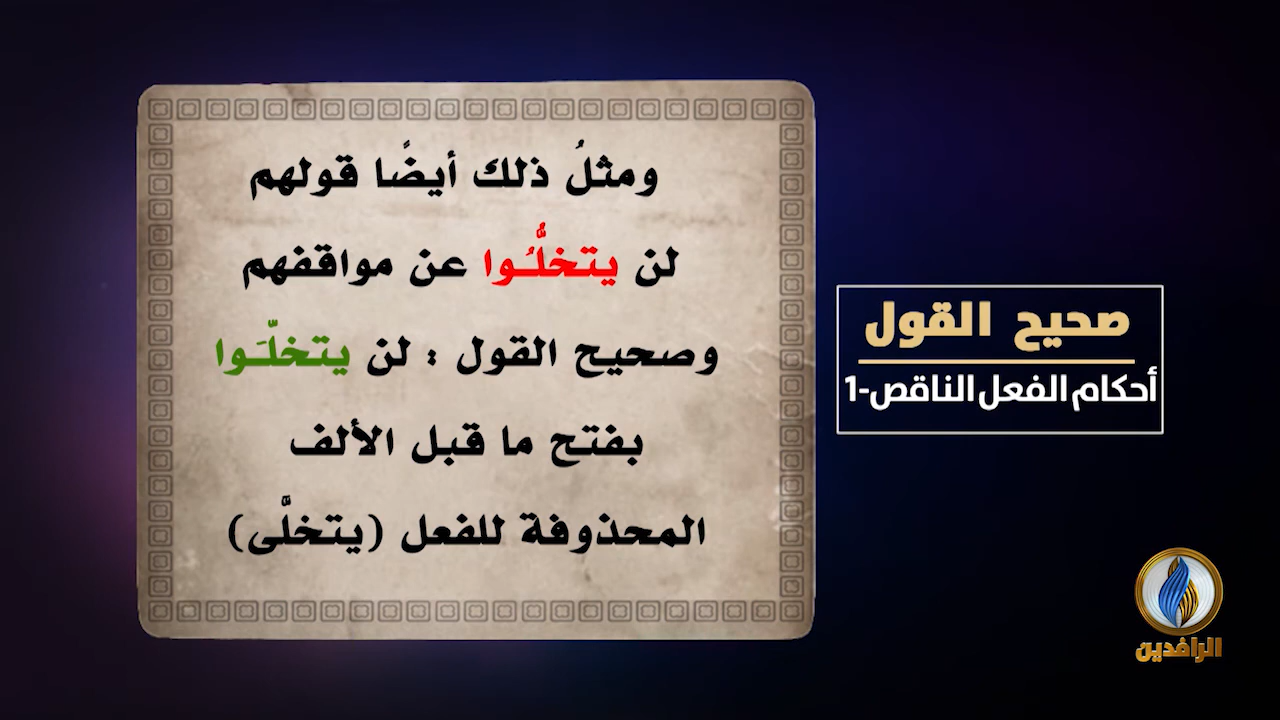 ومثلُ ذلك أيضًا قولهم
لن يتخلُّـُوا عن مواقفهم
وصحيح القول : لن يتخلّـَوا
بفتح ما قبل الألف
المحذوفة للفعل (يتخلَّى)
صحيح القول
أحكام الفعل الناقص-1
الرافدين